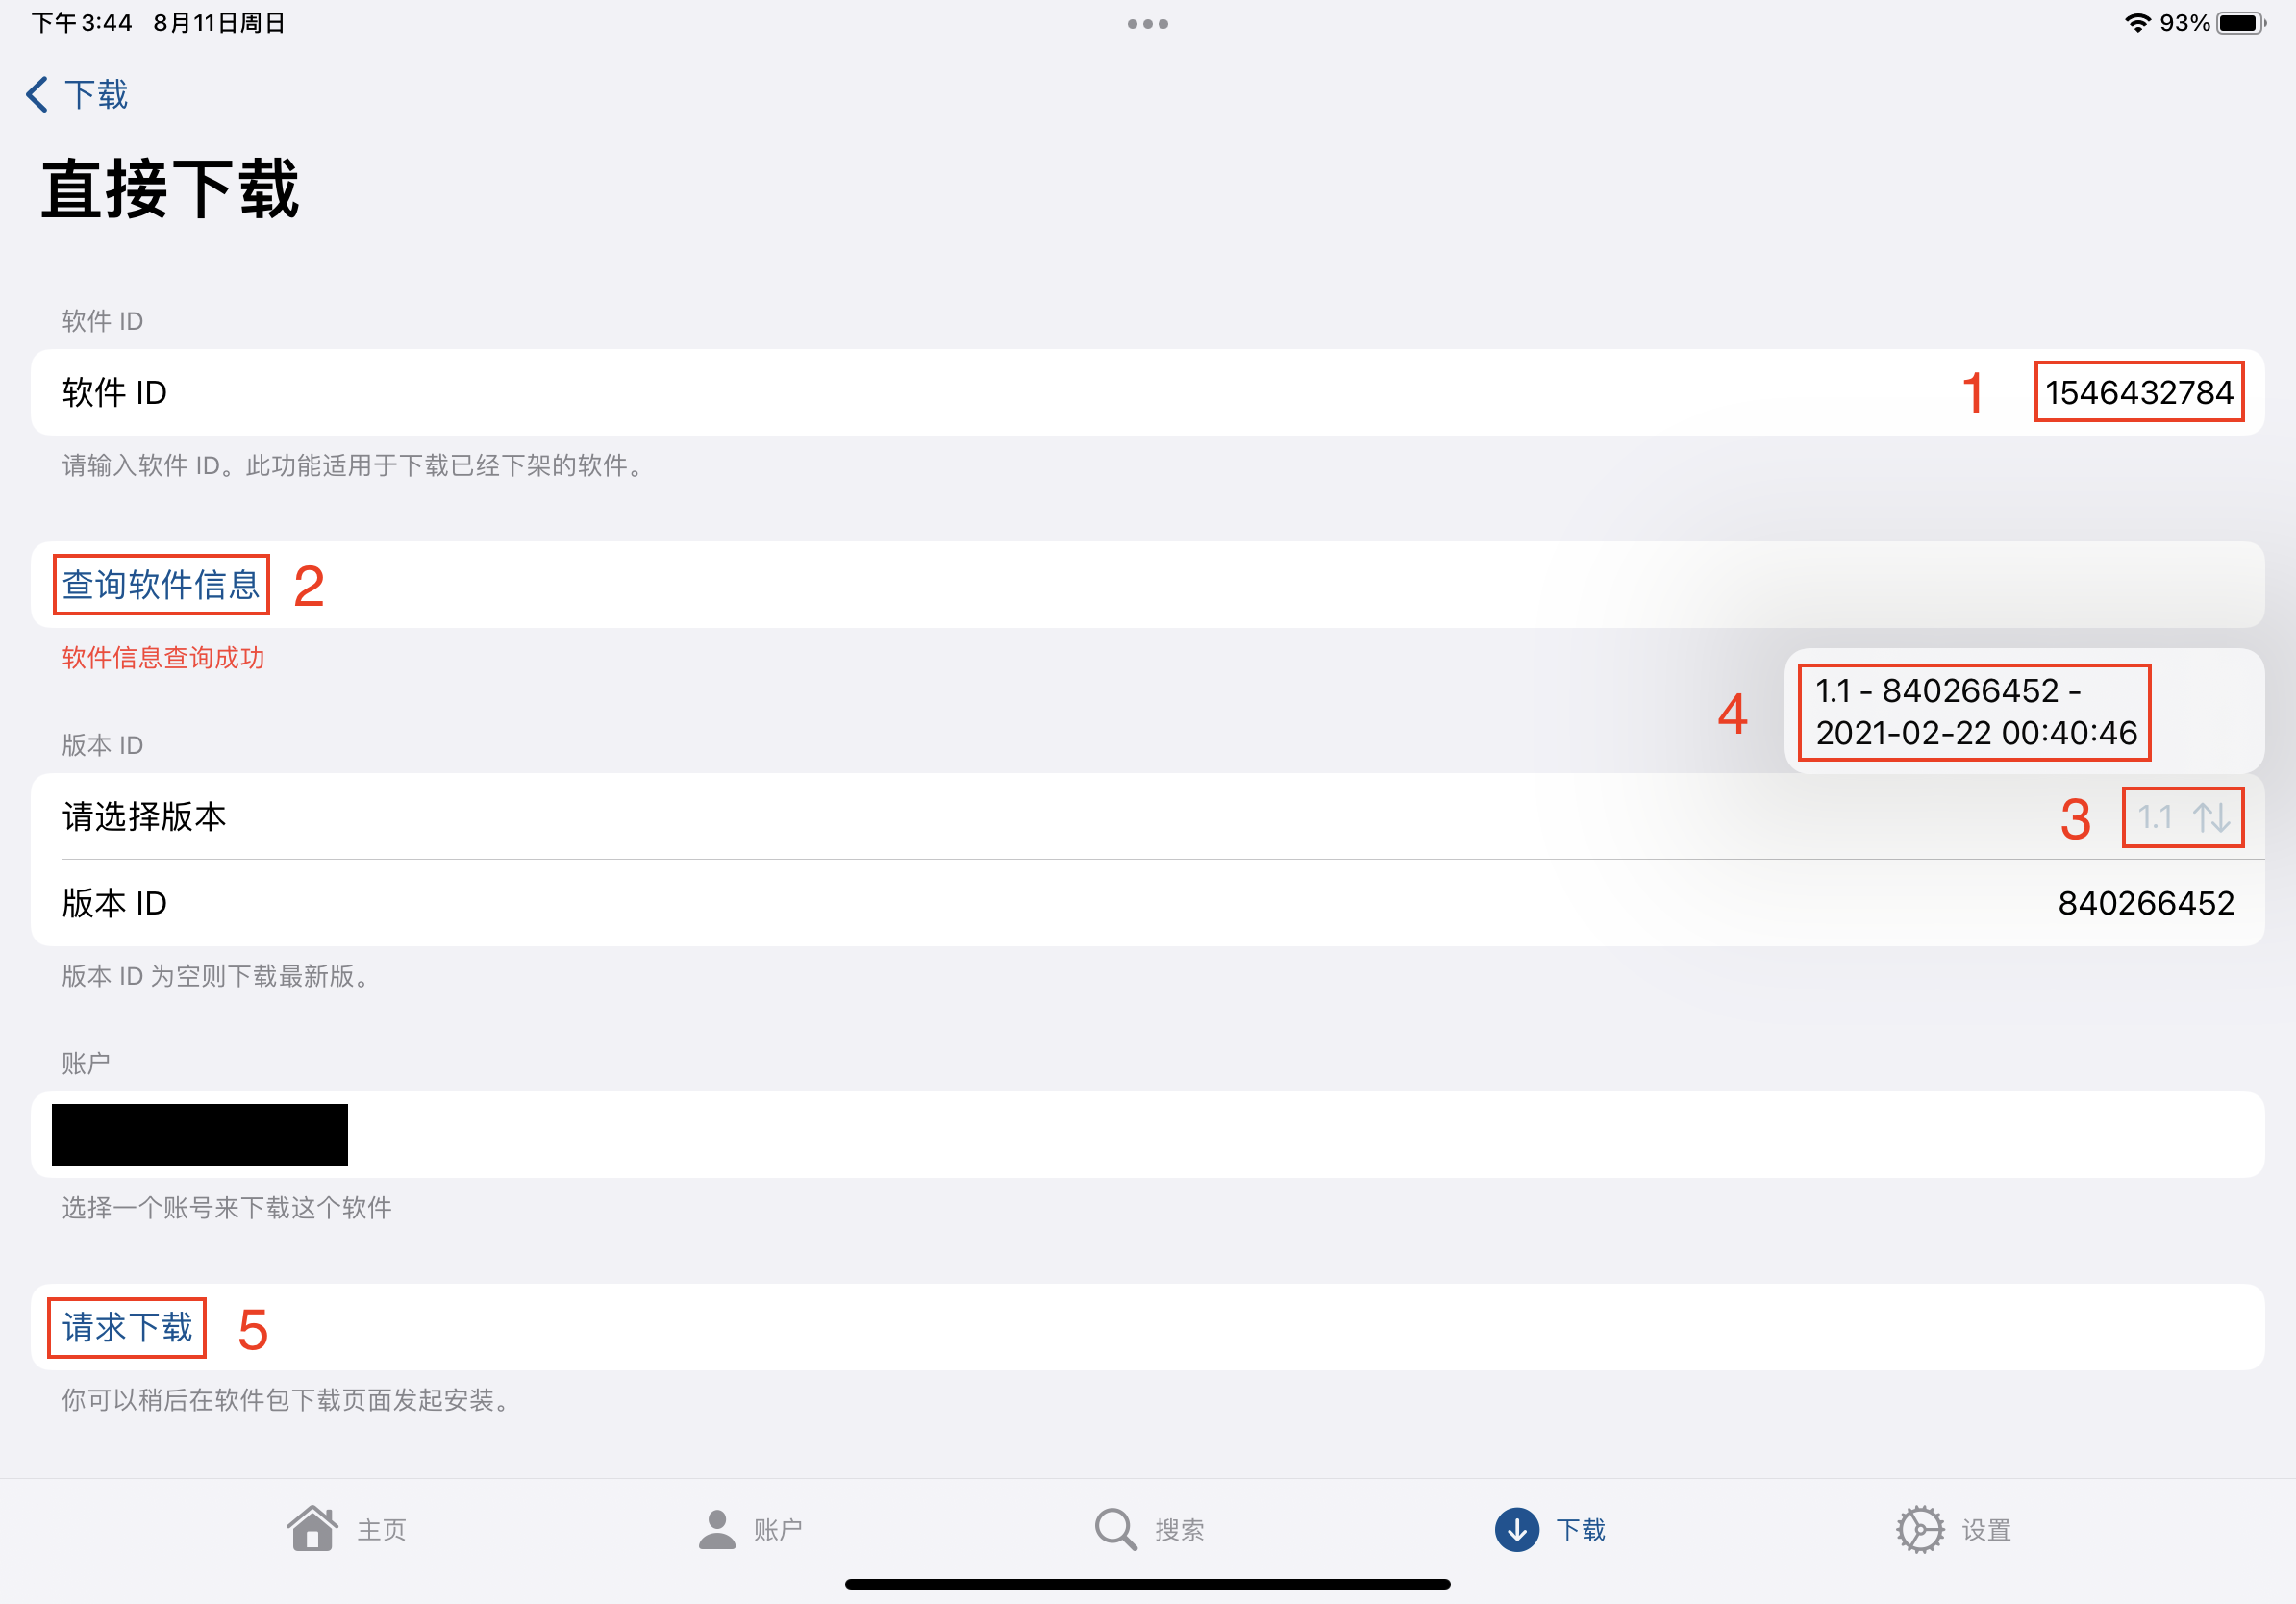 下午3:44 8月11日周日
93%
下载
直接下载
软件 ID
软件 ID
1 1546432784
请输入软件 ID。此功能适用于下载已经下架的软件。
查询软件信息 2
软件信息查询成功
4 1.1 - 840266452 -
2021-02-22 00:40:46
版本 ID
请选择版本
3 1.1
版本 ID
840266452
版本 ID 为空则下载最新版。
账户
选择一个账号来下载这个软件
请求下载 5
你可以稍后在软件包下载页面发起安装。
主页 账户 搜索 下载 设置